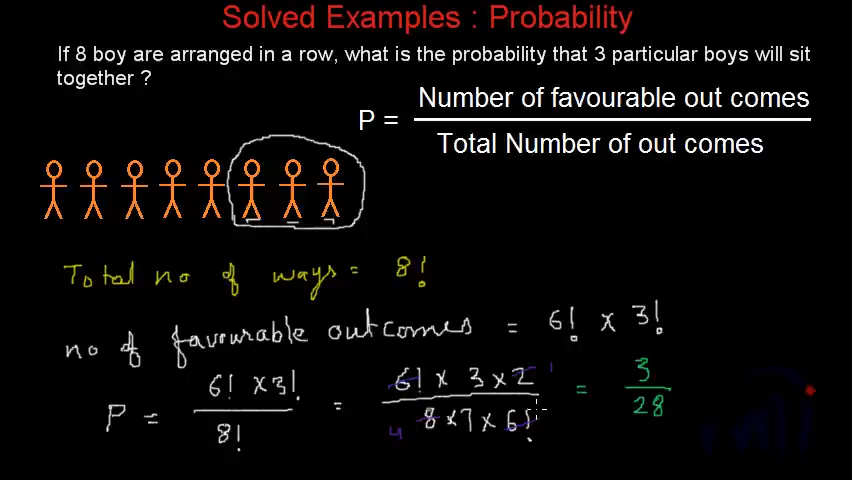 Solved Examples : Probability
If 8 boy are arranged in a row, what is the probability that 3 particular boys will sit
together ?
P = Number of favourable out comes
Total Number of out comes
Total no of ways = 8!
no of favourable outcomes = 6! x 3!
P = 6! x 3! / 8! = 6! x 3 x 2 1 / 4 8 x 7 x 6! = 3 / 28